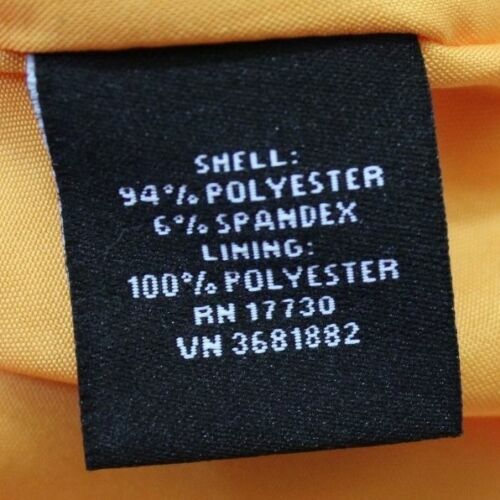 SHELL:
94% POLYESTER
6% SPANDEX
LINING:
100% POLYESTER
RN 17730
VN 3681882